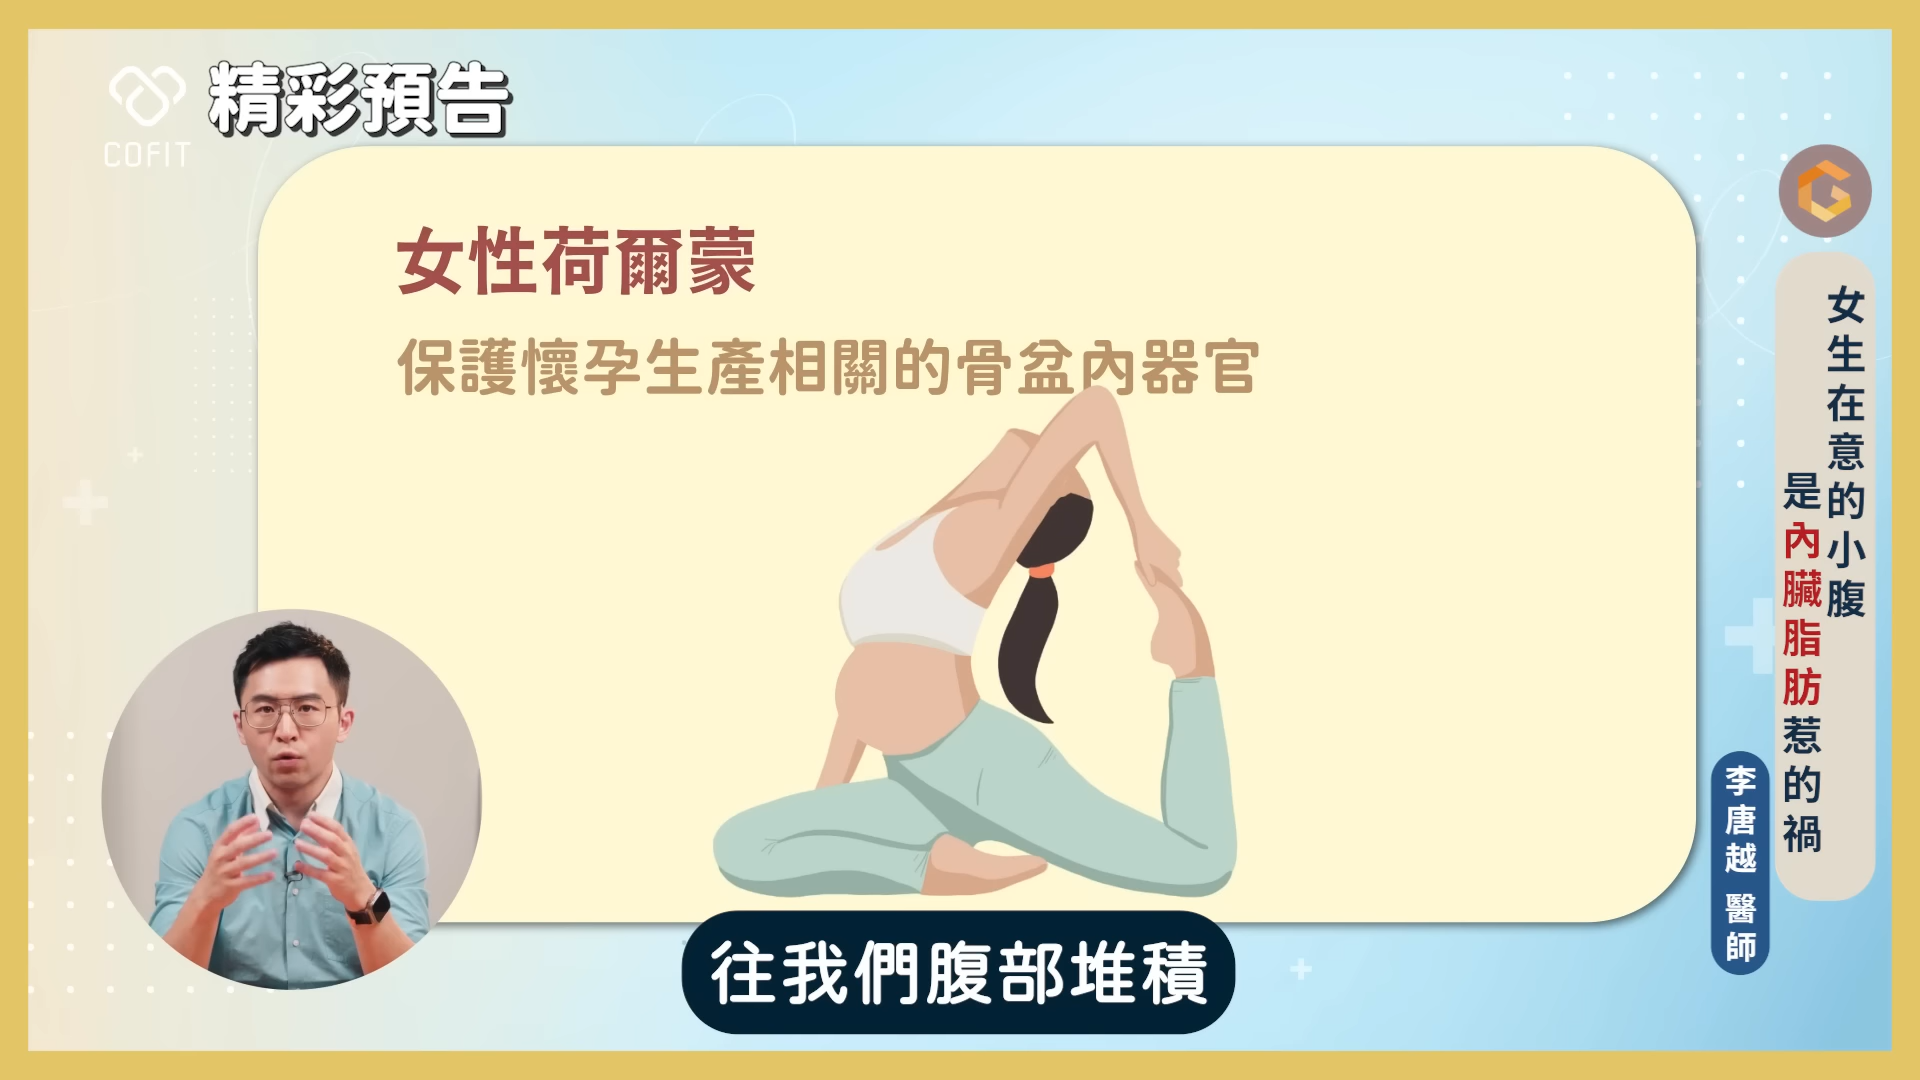 精彩預告
COFIT
女性荷爾蒙
保護懷孕生產相關的骨盆內器官
女生在意的小腹
是內臟脂肪惹的禍
李唐越 醫師
往我們腹部堆積